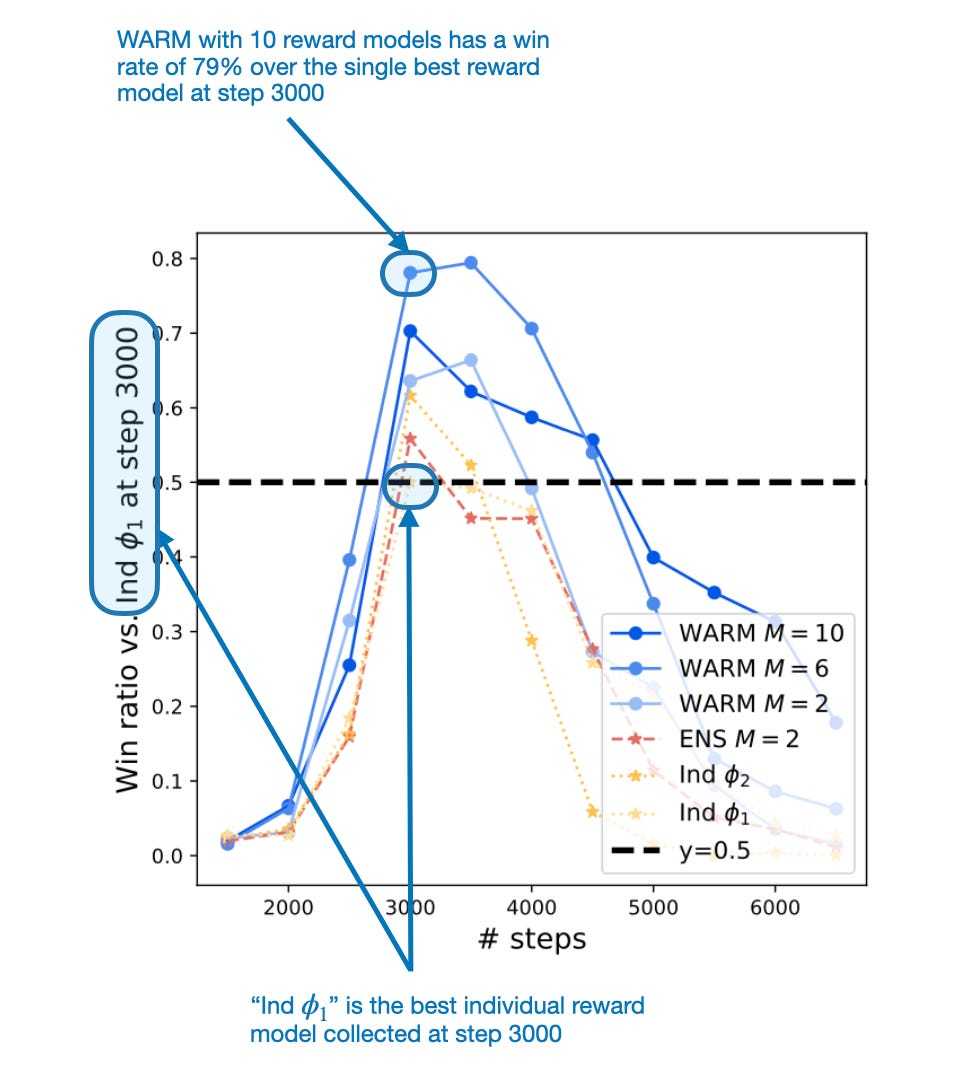 WARM with 10 reward models has a win
rate of 79% over the single best reward
model at step 3000
0.8
0.7
0.6
0.5
0.4
0.3
0.2
0.1
0.0
Win ratio vs. Ind ϕ₁ at step 3000
WARM M = 10
WARM M = 6
WARM M = 2
ENS M = 2
Ind ϕ₂
Ind ϕ₁
y=0.5
2000 3000 4000 5000 6000
# steps
“Ind ϕ₁” is the best individual reward
model collected at step 3000